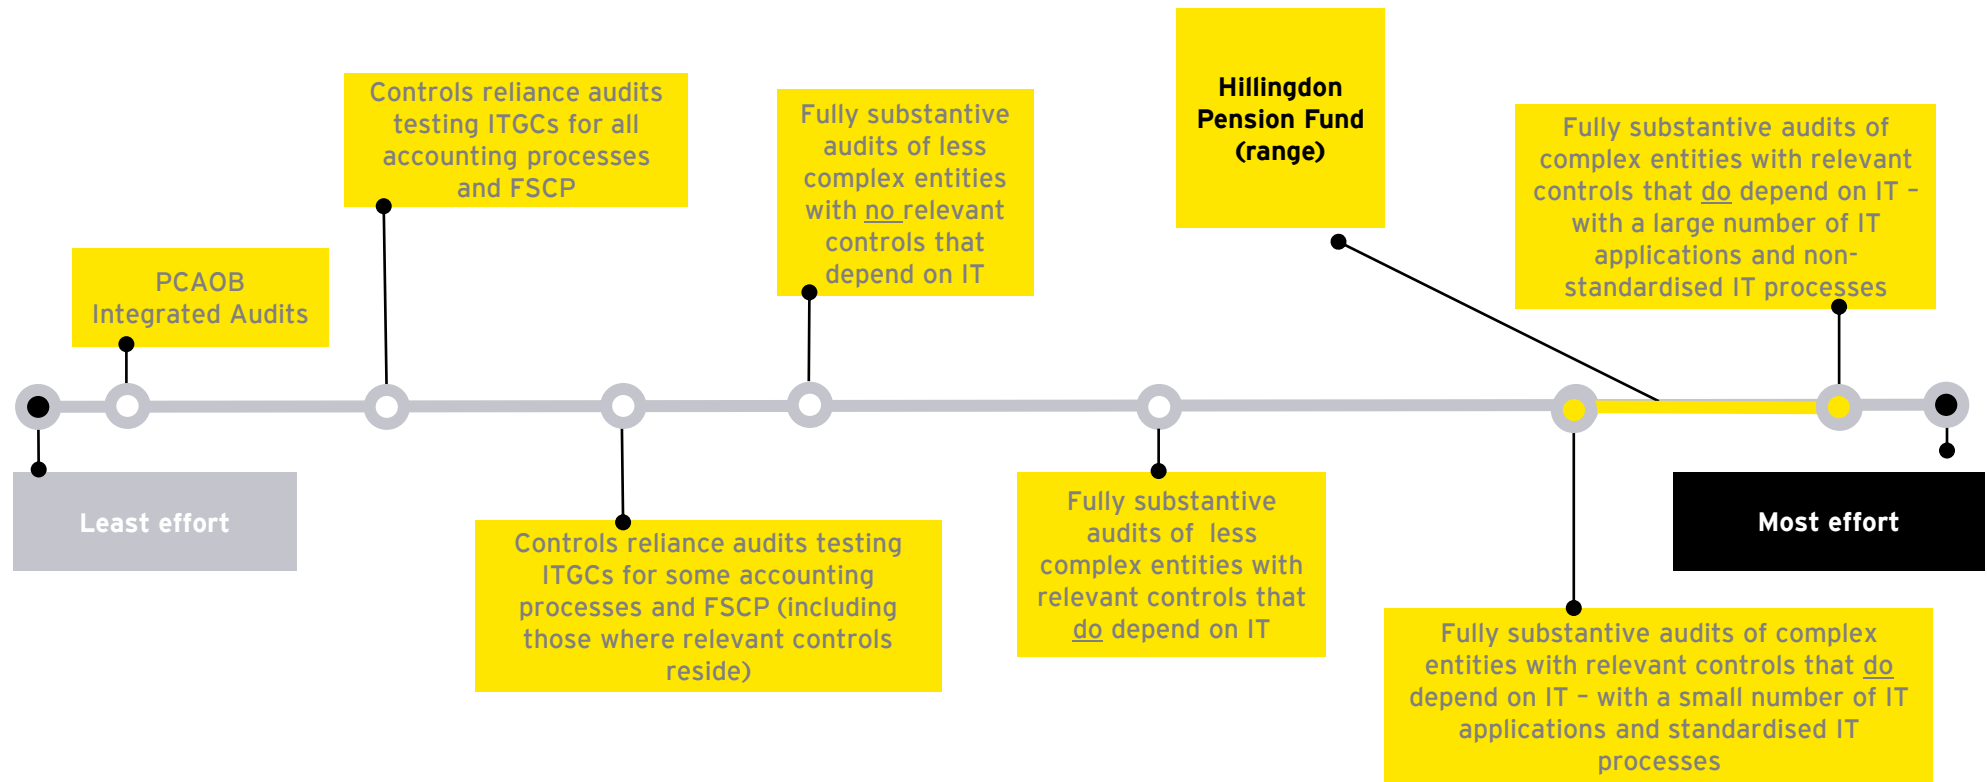 PCAOB
Integrated Audits
Controls reliance audits
testing ITGCs for all
accounting processes
and FSCP
Fully substantive
audits of less
complex entities
with no relevant
controls that
depend on IT
Hillingdon
Pension Fund
(range)
Fully substantive audits of
complex entities with relevant
controls that do depend on IT –
with a large number of IT
applications and non-
standardised IT processes
Least effort
Controls reliance audits testing
ITGCs for some accounting
processes and FSCP (including
those where relevant controls
reside)
Fully substantive
audits of less
complex entities with
relevant controls that
do depend on IT
Most effort
Fully substantive audits of complex
entities with relevant controls that do
depend on IT – with a small number of IT
applications and standardised IT
processes